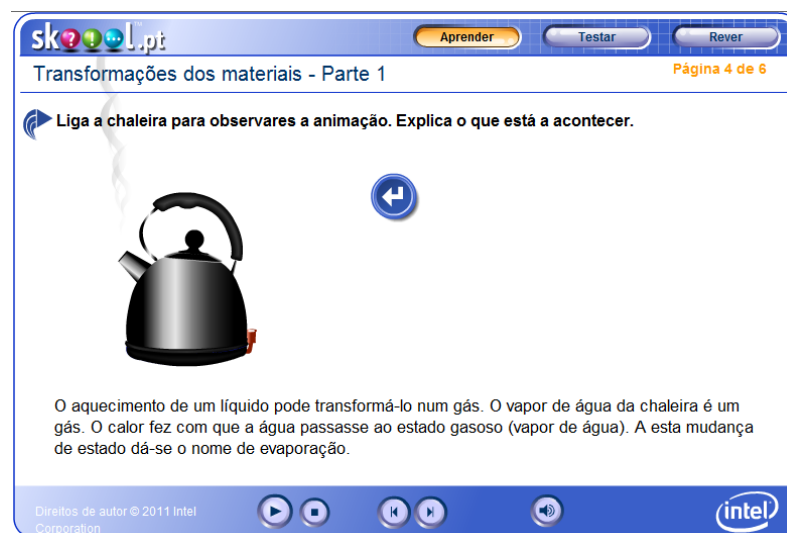 skoool.pt™
Aprender
Testar
Rever
Transformações dos materiais - Parte 1
Página 4 de 6
Liga a chaleira para observares a animação. Explica o que está a acontecer.
O aquecimento de um líquido pode transformá-lo num gás. O vapor de água da chaleira é um
gás. O calor fez com que a água passasse ao estado gasoso (vapor de água). A esta mudança
de estado dá-se o nome de evaporação.
Direitos de autor © 2011 Intel
Corporation
intel